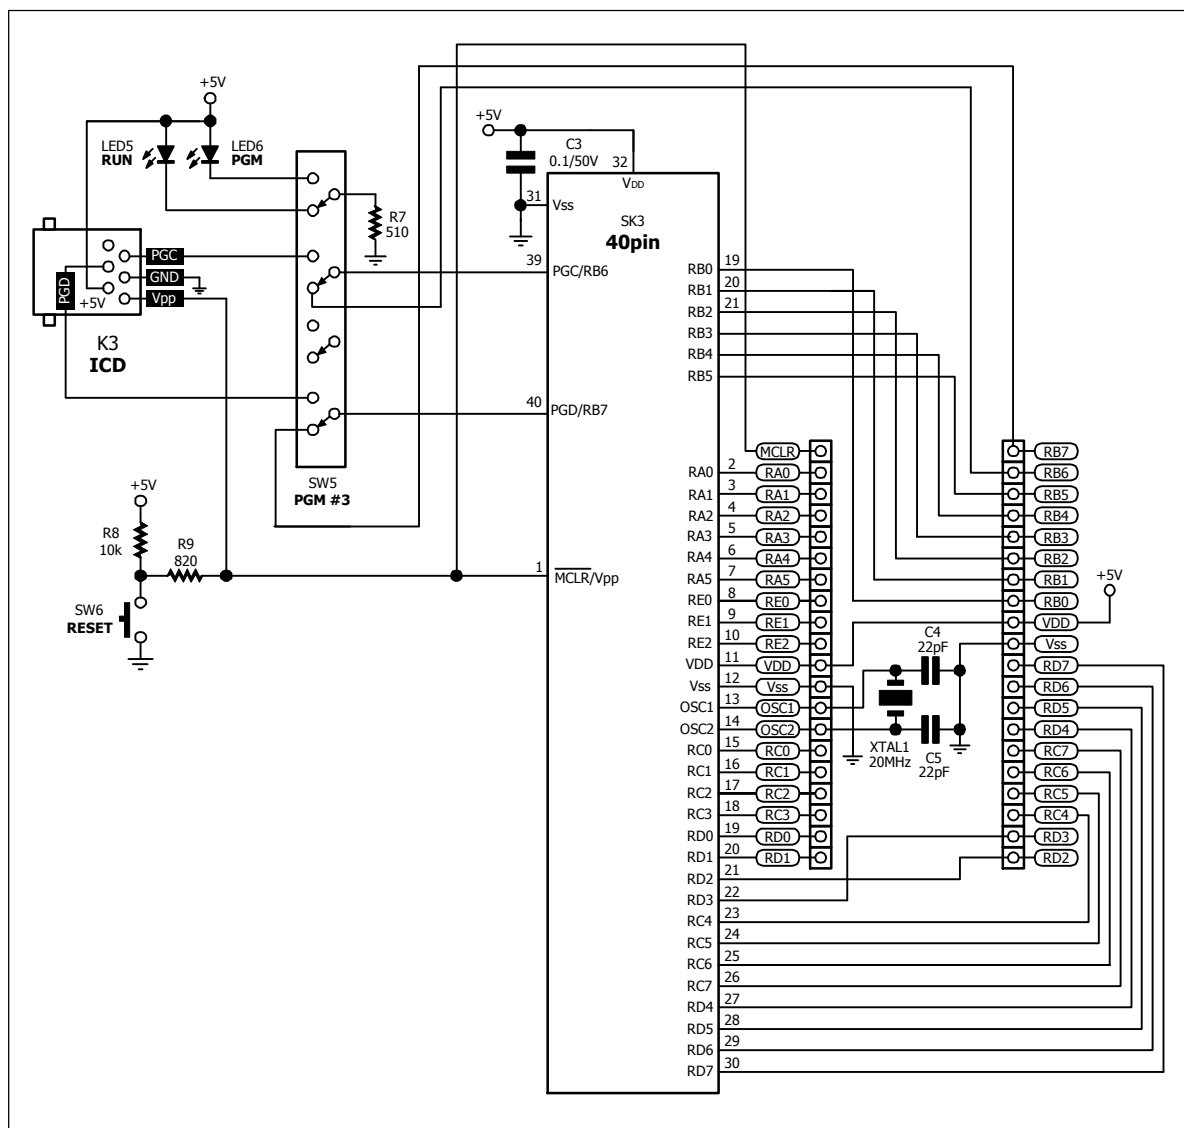 +5V
LED5
RUN
LED6
PGM
R7
510
PGC
GND
Vpp
PGD
+5V
K3
ICD
SW5
PGM #3
+5V
R8
10k
R9
820
SW6
RESET
+5V
C3
0.1/50V
32
VDD
31
Vss
SK3
40pin
39
PGC/RB6
40
PGD/RB7
1
MCLR/Vpp
RB0 19
RB1 20
RB2 21
RB3
RB4
RB5
MCLR
RA0 2 RA0
RA1 3 RA1
RA2 4 RA2
RA3 5 RA3
RA4 6 RA4
RA5 7 RA5
RE0 8 RE0
RE1 9 RE1
RE2 10 RE2
VDD 11 VDD
Vss 12 Vss
OSC1 13 OSC1
OSC2 14 OSC2
RC0 15 RC0
RC1 16 RC1
RC2 17 RC2
RC3 18 RC3
RD0 19 RD0
RD1 20 RD1
RD2 21
RD3 22
RC4 23
RC5 24
RC6 25
RC7 26
RD4 27
RD5 28
RD6 29
RD7 30
C4
22pF
XTAL1
20MHz
C5
22pF
+5V
RB7
RB6
RB5
RB4
RB3
RB2
RB1
RB0
VDD
Vss
RD7
RD6
RD5
RD4
RC7
RC6
RC5
RC4
RD3
RD2